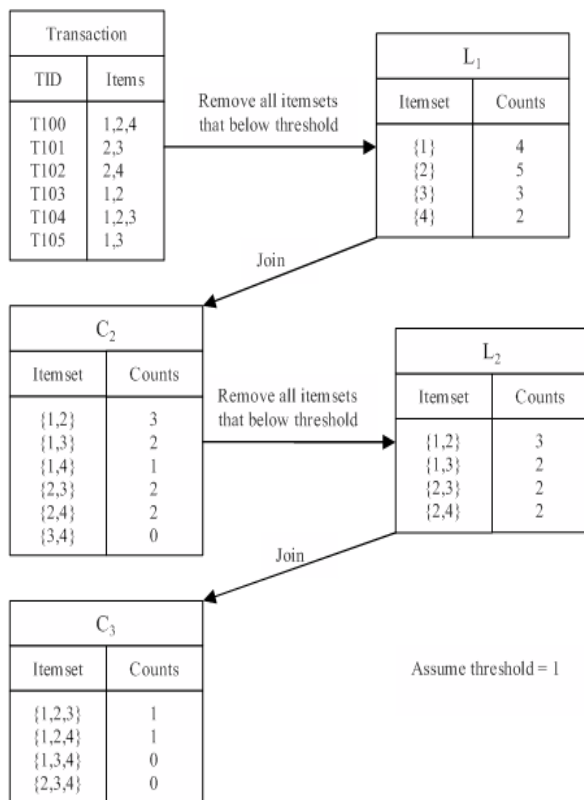 Transaction
TID Items
T100 1,2,4
T101 2,3
T102 2,4
T103 1,2
T104 1,2,3
T105 1,3
Remove all itemsets
that below threshold
L1
Itemset Counts
{1} 4
{2} 5
{3} 3
{4} 2
Join
C2
Itemset Counts
{1,2} 3
{1,3} 2
{1,4} 1
{2,3} 2
{2,4} 2
{3,4} 0
Remove all itemsets
that below threshold
L2
Itemset Counts
{1,2} 3
{1,3} 2
{2,3} 2
{2,4} 2
Join
C3
Itemset Counts
{1,2,3} 1
{1,2,4} 1
{1,3,4} 0
{2,3,4} 0
Assume threshold = 1